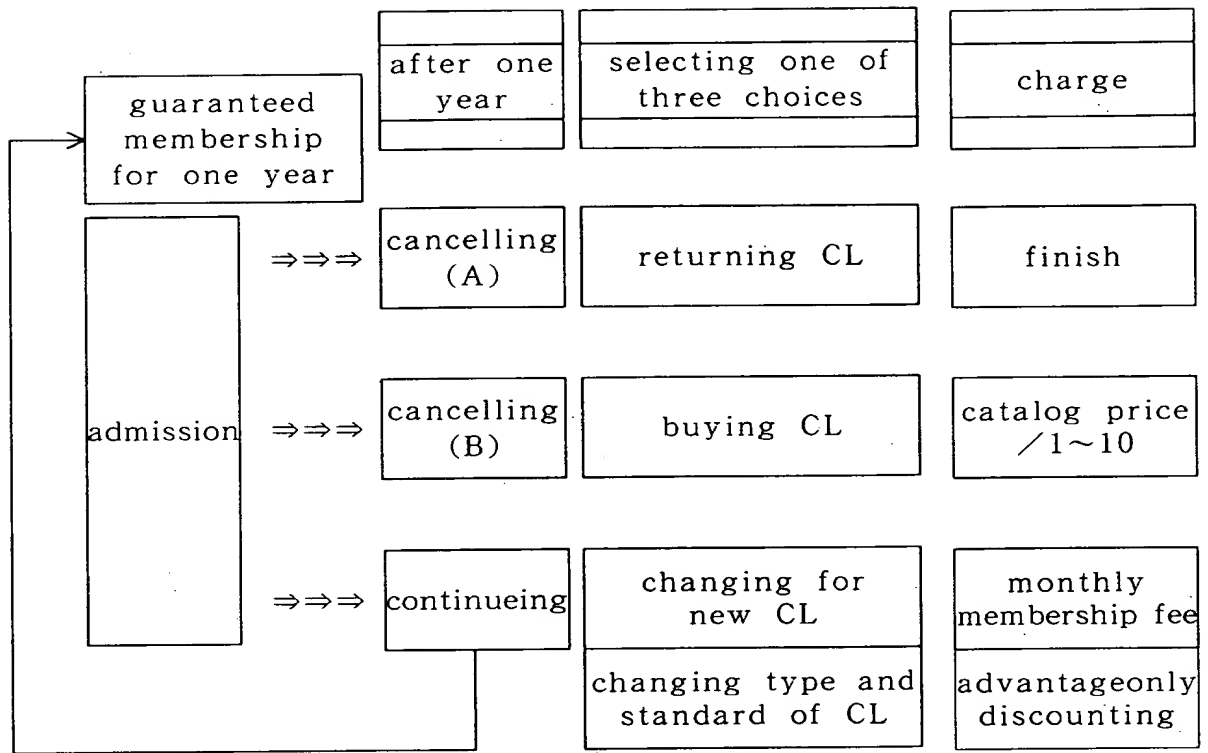 guaranteed
membership
for one year
after one
year
selecting one of
three choices
charge
admission
⇒⇒⇒
cancelling
(A)
returning CL
finish
⇒⇒⇒
cancelling
(B)
buying CL
catalog price
/1~10
⇒⇒⇒
continueing
changing for
new CL
monthly
membership fee
changing type and
standard of CL
advantageonly
discounting